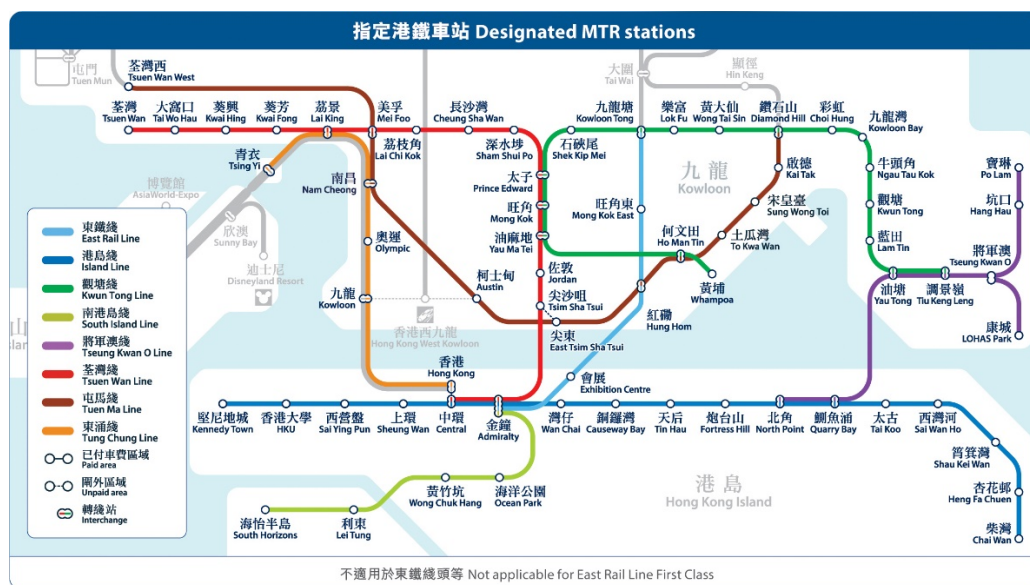 指定港鐵車站 Designated MTR stations
屯門
Tuen Mun
荃灣西
Tsuen Wan West
大圍
Tai Wai
顯徑
Hin Keng
荃灣
Tsuen Wan
大窩口
Tai Wo Hau
葵興
Kwai Hing
葵芳
Kwai Fong
荔景
Lai King
美孚
Mei Foo
荔枝角
Lai Chi Kok
長沙灣
Cheung Sha Wan
深水埗
Sham Shui Po
石硤尾
Shek Kip Mei
九龍塘
Kowloon Tong
樂富
Lok Fu
黃大仙
Wong Tai Sin
鑽石山
Diamond Hill
彩虹
Choi Hung
九龍灣
Kowloon Bay
青衣
Tsing Yi
博覽館
AsiaWorld-Expo
欣澳
Sunny Bay
迪士尼
Disneyland Resort
南昌
Nam Cheong
太子
Prince Edward
旺角
Mong Kok
油麻地
Yau Ma Tei
旺角東
Mong Kok East
九龍
Kowloon
啟德
Kai Tak
宋皇臺
Sung Wong Toi
土瓜灣
To Kwa Wan
何文田
Ho Man Tin
黃埔
Whampoa
牛頭角
Ngau Tau Kok
觀塘
Kwun Tong
藍田
Lam Tin
油塘
Yau Tong
調景嶺
Tiu Keng Leng
寶琳
Po Lam
坑口
Hang Hau
將軍澳
Tseung Kwan O
康城
LOHAS Park
奧運
Olympic
九龍
Kowloon
柯士甸
Austin
香港西九龍
Hong Kong West Kowloon
佐敦
Jordan
尖沙咀
Tsim Sha Tsui
尖東
East Tsim Sha Tsui
紅磡
Hung Hom
會展
Exhibition Centre
香港
Hong Kong
堅尼地城
Kennedy Town
香港大學
HKU
西營盤
Sai Ying Pun
上環
Sheung Wan
中環
Central
金鐘
Admiralty
灣仔
Wan Chai
銅鑼灣
Causeway Bay
天后
Tin Hau
炮台山
Fortress Hill
北角
North Point
鰂魚涌
Quarry Bay
太古
Tai Koo
西灣河
Sai Wan Ho
筲箕灣
Shau Kei Wan
杏花邨
Heng Fa Chuen
柴灣
Chai Wan
港島
Hong Kong Island
海洋公園
Ocean Park
黃竹坑
Wong Chuk Hang
利東
Lei Tung
海怡半島
South Horizons
東鐵綫
East Rail Line
港島綫
Island Line
觀塘綫
Kwun Tong Line
南港島綫
South Island Line
將軍澳綫
Tseung Kwan O Line
荃灣綫
Tsuen Wan Line
屯馬綫
Tuen Ma Line
東涌綫
Tung Chung Line
已付車費區域
Paid area
閘外區域
Unpaid area
轉綫站
Interchange
不適用於東鐵綫頭等 Not applicable for East Rail Line First Class